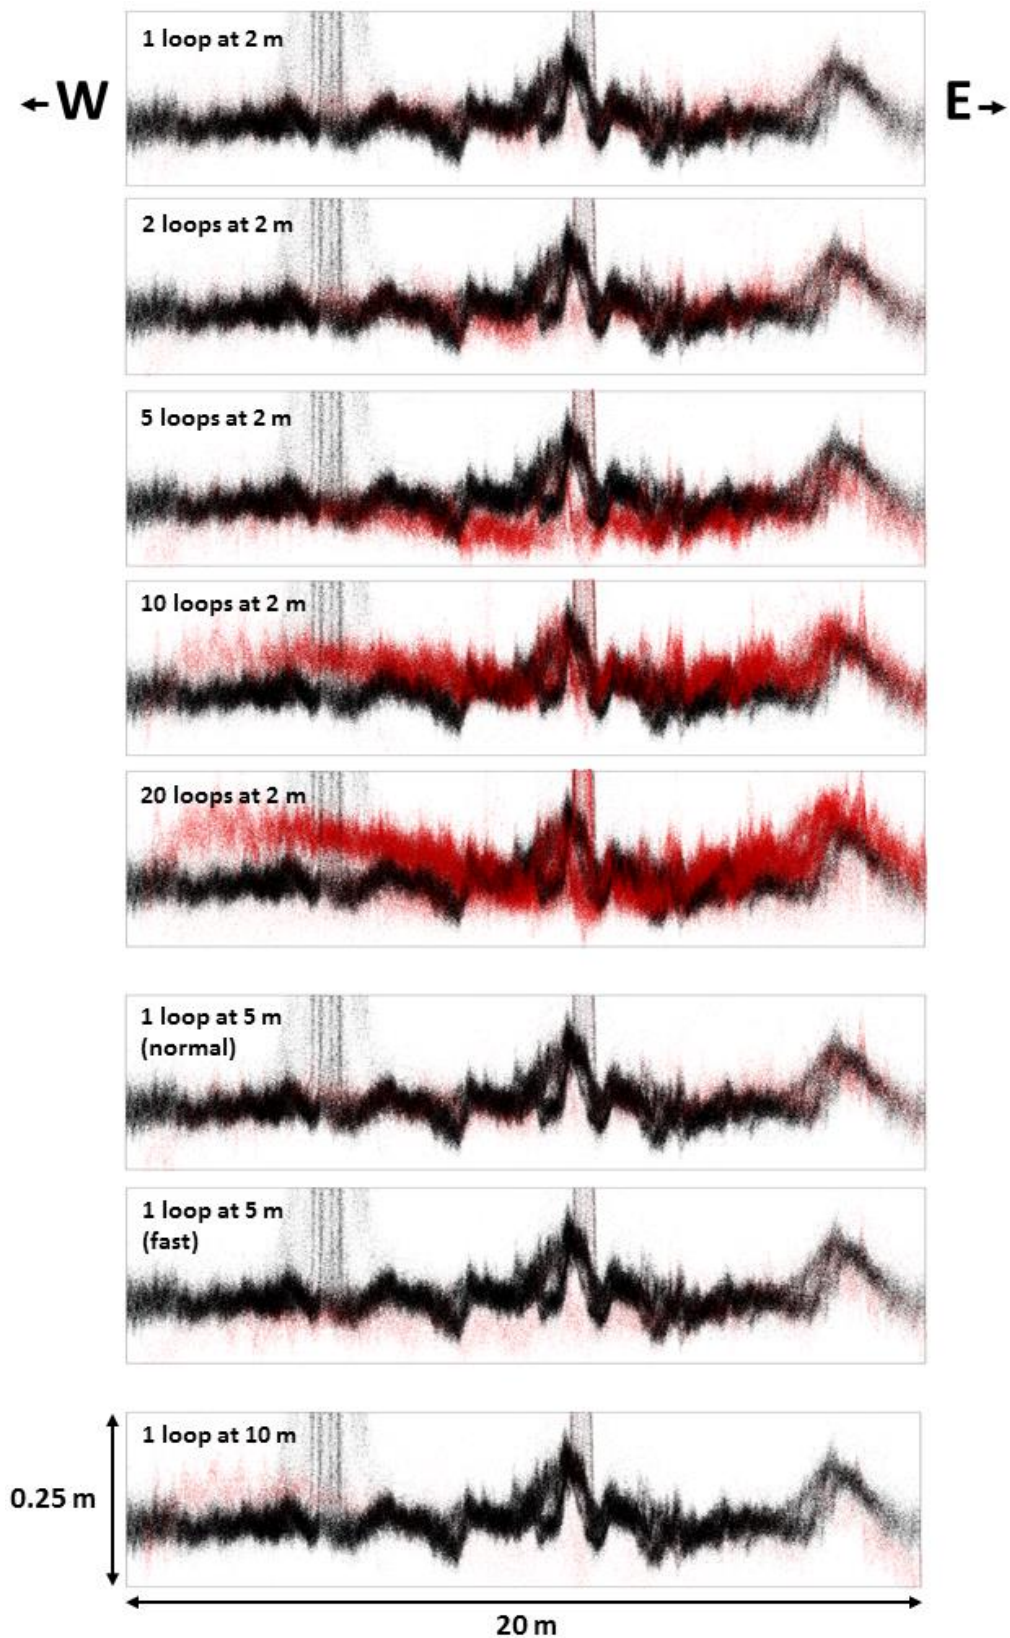 1 loop at 2 m
← W
E →
2 loops at 2 m
5 loops at 2 m
10 loops at 2 m
20 loops at 2 m
1 loop at 5 m
(normal)
1 loop at 5 m
(fast)
1 loop at 10 m
0.25 m
20 m